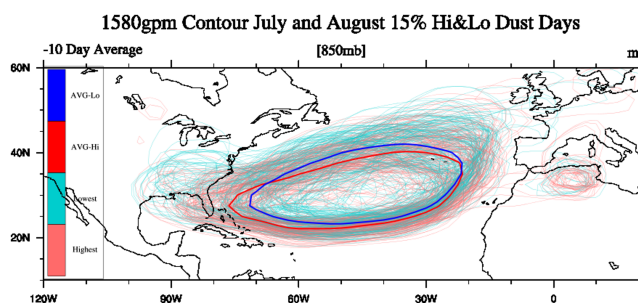 1580gpm Contour July and August 15% Hi&Lo Dust Days
-10 Day Average [850mb] m
60N
AVG-Lo
AVG-Hi
40N
Lowest
20N
Highest
120W 90W 60W 30W 0